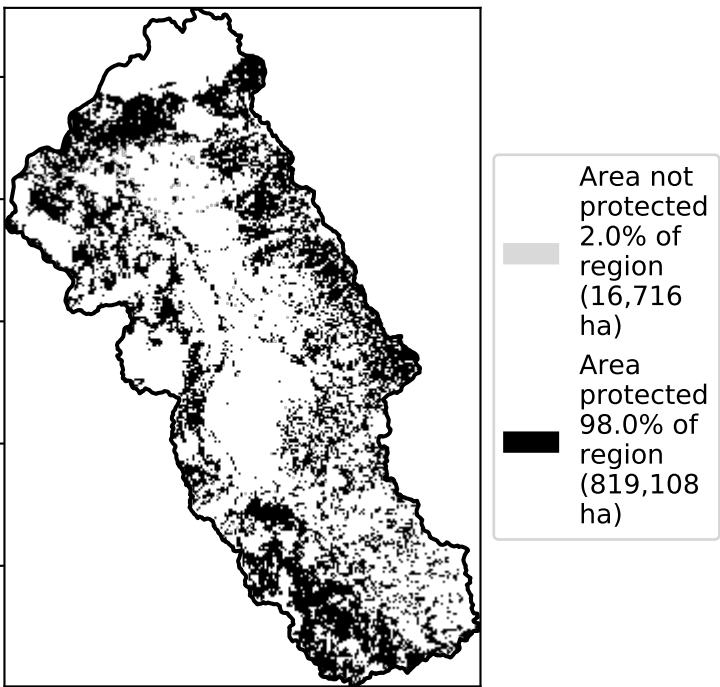 Area not
protected
2.0% of
region
(16,716
ha)
Area
protected
98.0% of
region
(819,108
ha)